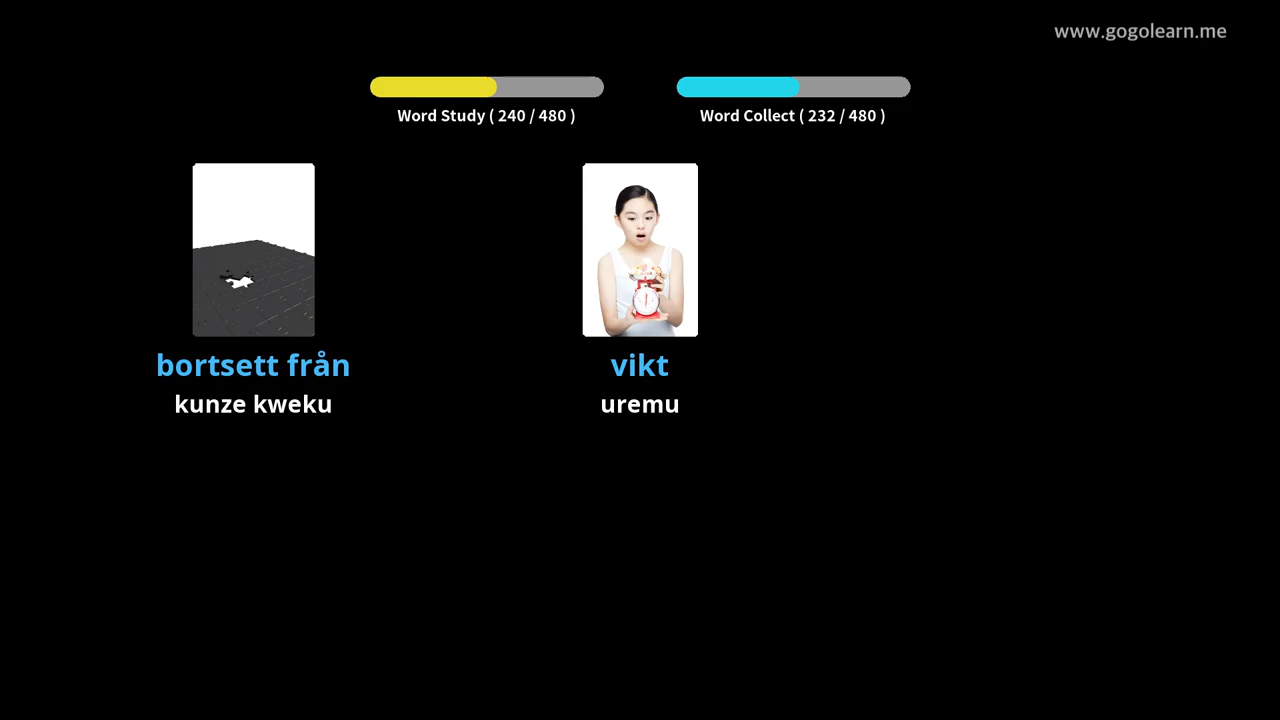 www.gogolearn.me
Word Study ( 240 / 480 )
Word Collect ( 232 / 480 )
bortsett från
kunze kweku
vikt
uremu